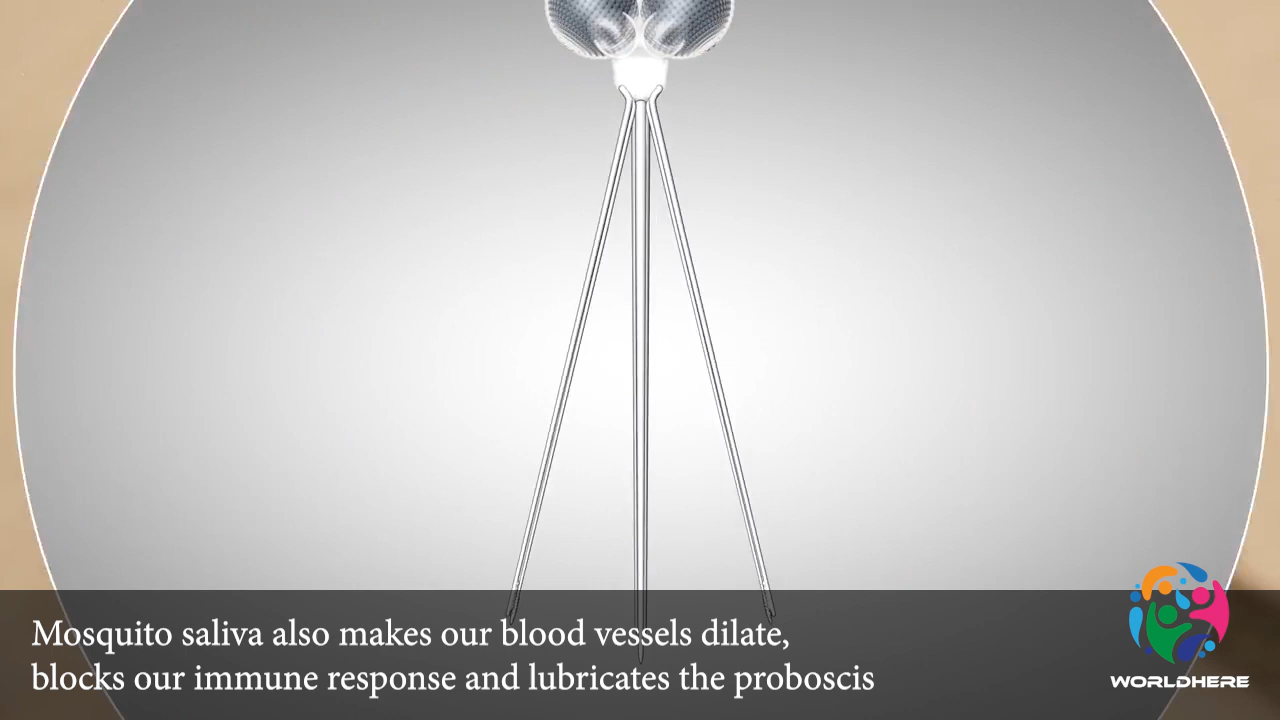 Mosquito saliva also makes our blood vessels dilate,
blocks our immune response and lubricates the proboscis
WORLDHERE